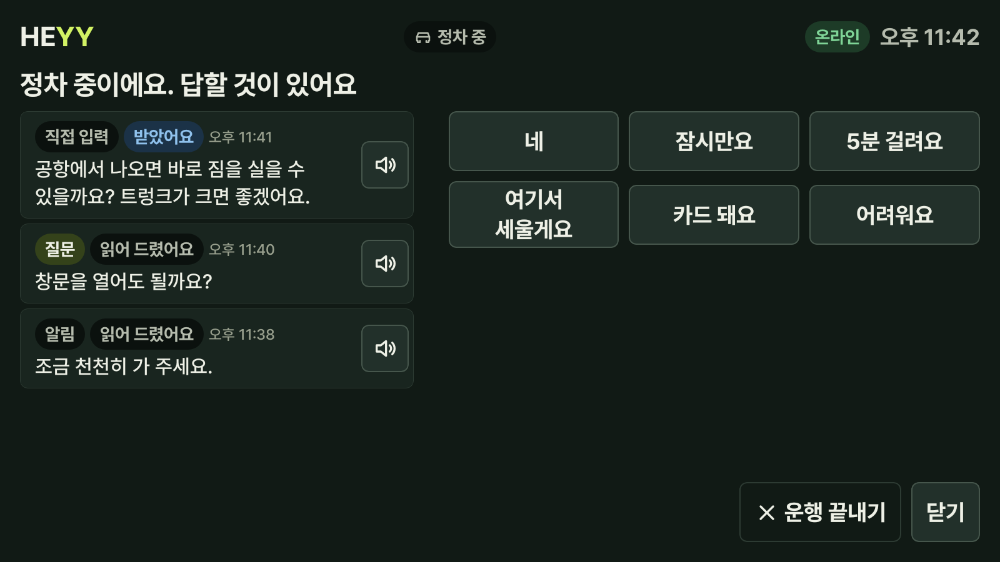 HEYY
정차 중
온라인 오후 11:42
정차 중이에요. 답할 것이 있어요
직접 입력 받았어요 오후 11:41
공항에서 나오면 바로 짐을 실을 수
있을까요? 트렁크가 크면 좋겠어요.
질문 읽어 드렸어요 오후 11:40
창문을 열어도 될까요?
알림 읽어 드렸어요 오후 11:38
조금 천천히 가 주세요.
네
잠시만요
5분 걸려요
여기서
세울게요
카드 돼요
어려워요
운행 끝내기
닫기